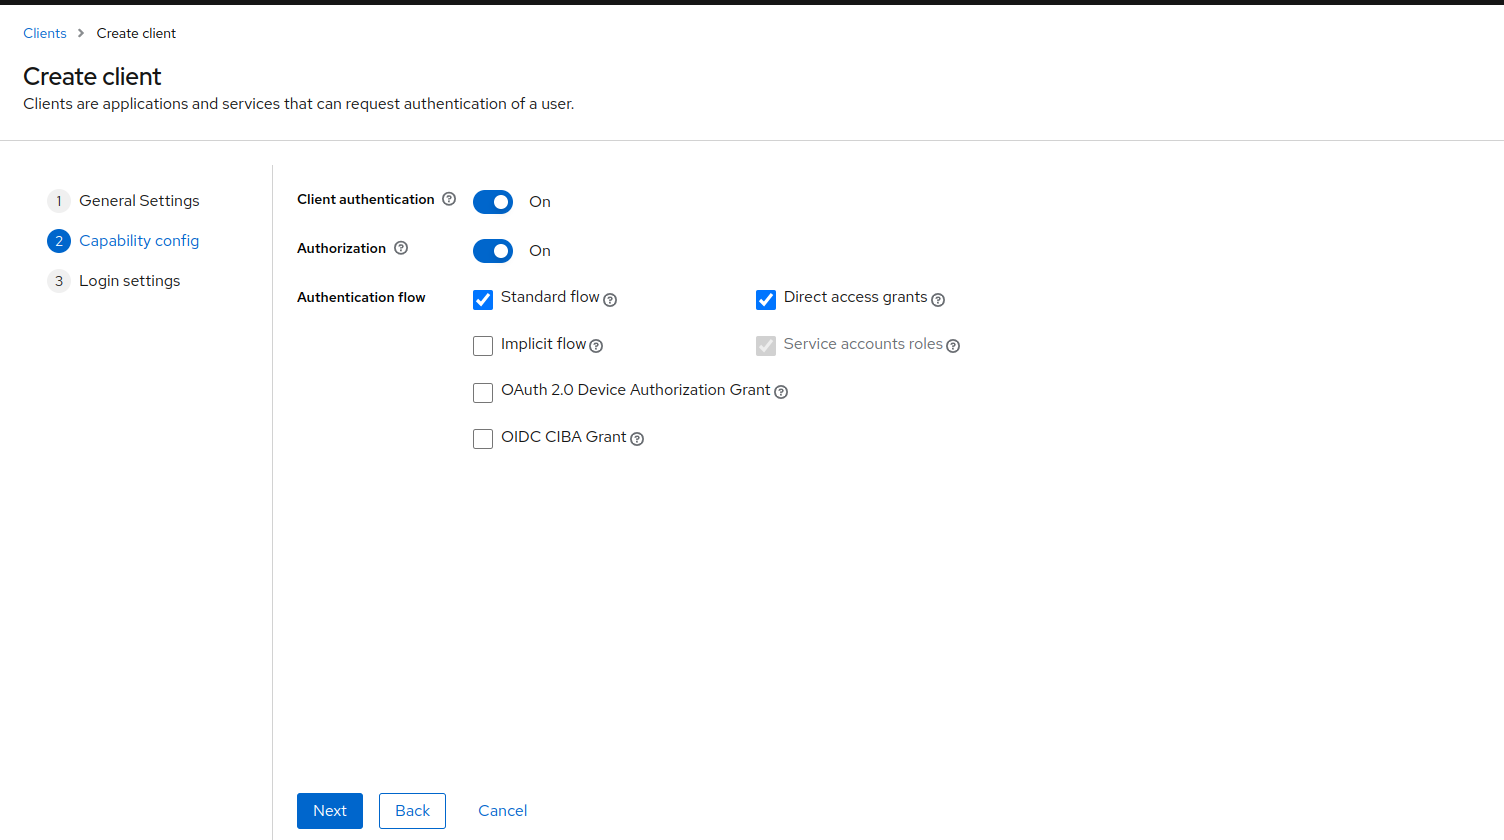 Clients > Create client
Create client
Clients are applications and services that can request authentication of a user.
1 General Settings
2 Capability config
3 Login settings
Client authentication ? On
Authorization ? On
Authentication flow
Standard flow ? Direct access grants ?
Implicit flow ? Service accounts roles ?
OAuth 2.0 Device Authorization Grant ?
OIDC CIBA Grant ?
Next Back Cancel